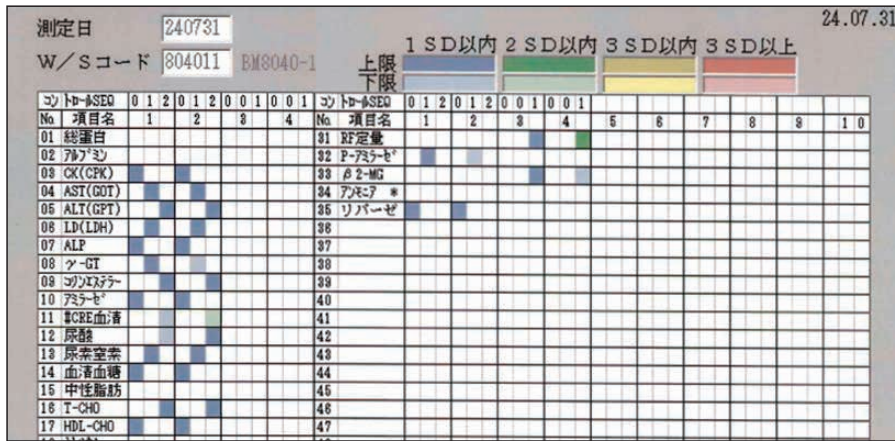 24.07.31
測定日 240731
1SD以内 2SD以内 3SD以内 3SD以上
W/Sコード 804011 BM8040-1 上限
下限
コントロールSEQ 0 1 2 0 1 2 0 0 1 0 0 1 コントロールSEQ 0 1 2 0 1 2 0 0 1 0 0 1
No. 項目名 1 2 3 4 No. 項目名 1 2 3 4 5 6 7 8 9 10
01 総蛋白 31 RF定量
02 アルブミン 32 P-アミラーゼ
03 CK(CPK) 33 β2-MG
04 AST(GOT) 34 アンモニア *
05 ALT(GPT) 35 リパーゼ
06 LD(LDH) 36
07 ALP 37
08 γ-GT 38
09 コリンエステラー 39
10 アミラーゼ 40
11 #CRE血清 41
12 尿酸 42
13 尿素窒素 43
14 血清血糖 44
15 中性脂肪 45
16 T-CHO 46
17 HDL-CHO 47